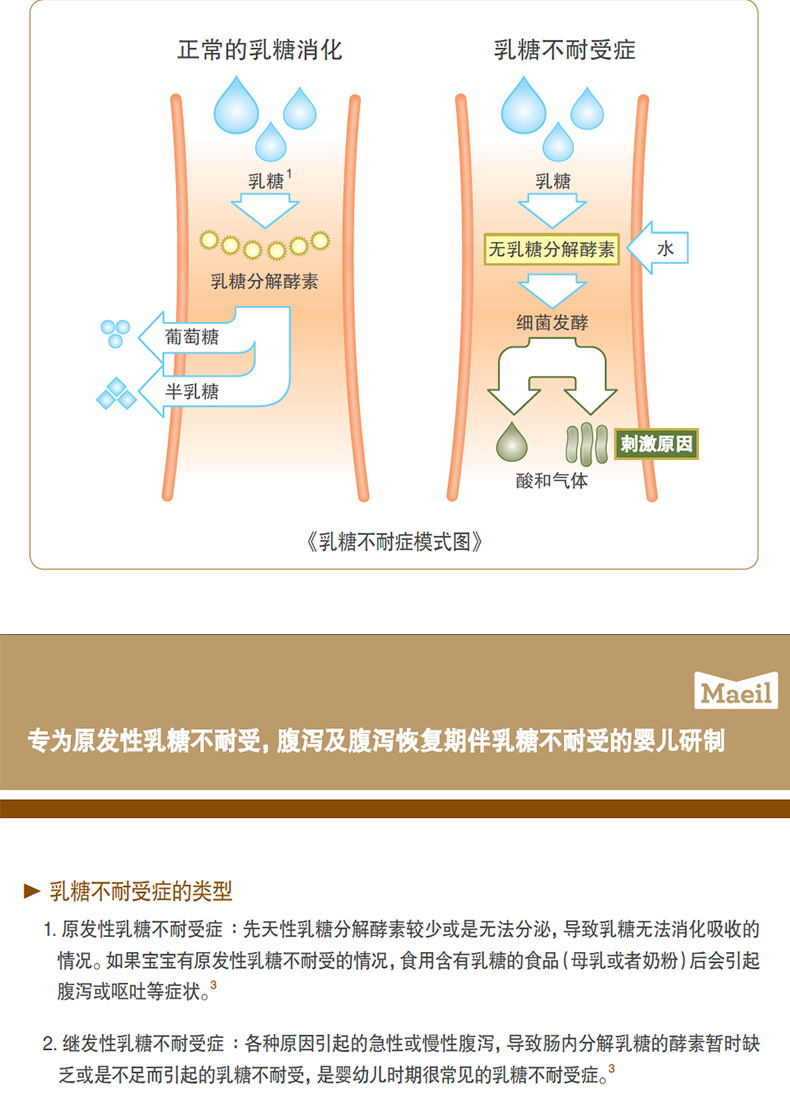 正常的乳糖消化
乳糖不耐受症
乳糖1
乳糖
无乳糖分解酵素
水
乳糖分解酵素
细菌发酵
葡萄糖
半乳糖
刺激原因
酸和气体
《乳糖不耐症模式图》
Maeil
专为原发性乳糖不耐受, 腹泻及腹泻恢复期伴乳糖不耐受的婴儿研制
▶ 乳糖不耐受症的类型
1. 原发性乳糖不耐受症：先天性乳糖分解酵素较少或是无法分泌, 导致乳糖无法消化吸收的
情况。如果宝宝有原发性乳糖不耐受的情况, 食用含有乳糖的食品(母乳或者奶粉)后会引起
腹泻或呕吐等症状。3
2. 继发性乳糖不耐受症：各种原因引起的急性或慢性腹泻, 导致肠内分解乳糖的酵素暂时缺
乏或是不足而引起的乳糖不耐受, 是婴幼儿时期很常见的乳糖不耐受症。3